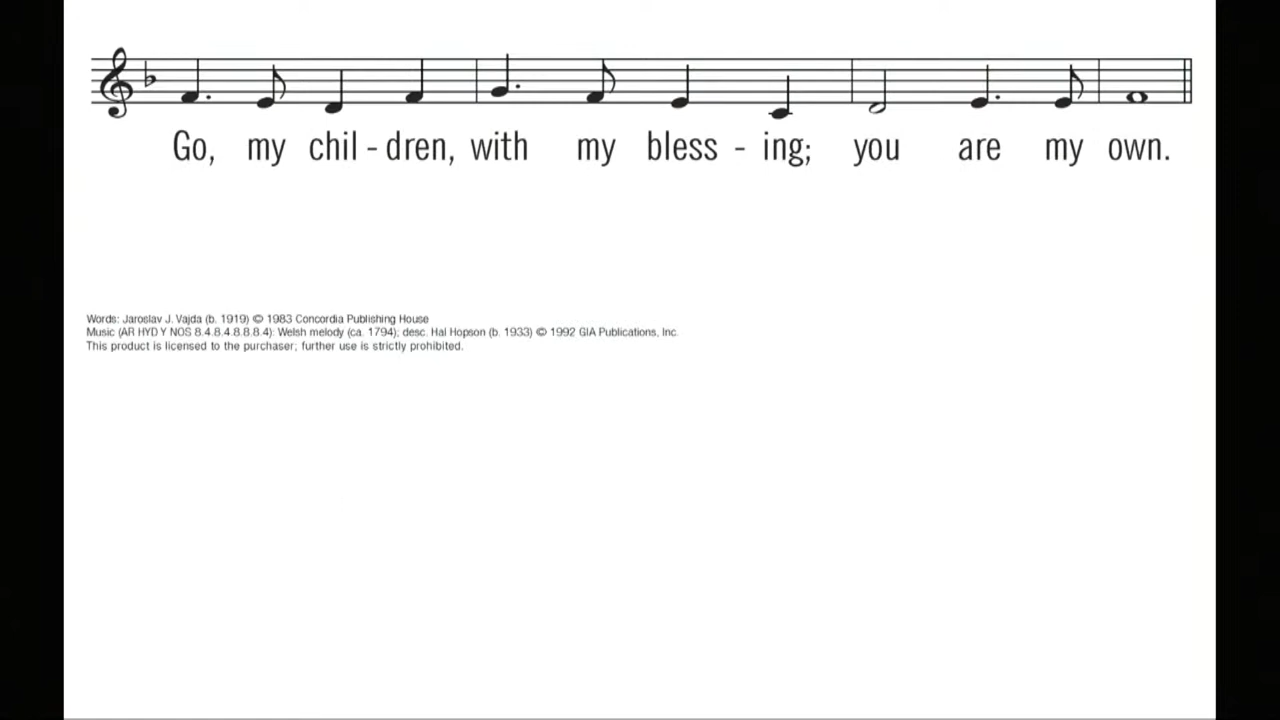 Go, my chil - dren, with my bless - ing; you are my own.
Words: Jaroslav J. Vajda (b. 1919) © 1983 Concordia Publishing House
Music (AR HYD Y NOS 8.4.8.4.8.8.8.4): Welsh melody (ca. 1794); desc. Hal Hopson (b. 1933) © 1992 GIA Publications, Inc.
This product is licensed to the purchaser; further use is strictly prohibited.